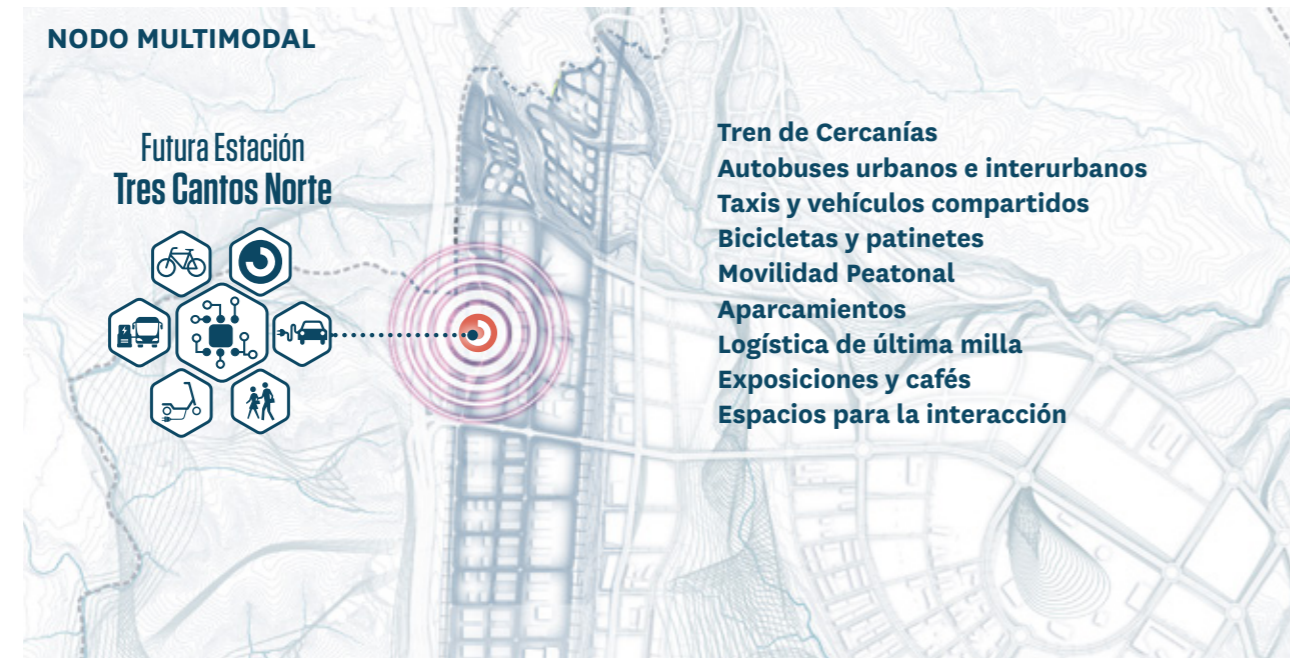 NODO MULTIMODAL
Futura Estación
Tres Cantos Norte
Tren de Cercanías
Autobuses urbanos e interurbanos
Taxis y vehículos compartidos
Bicicletas y patinetes
Movilidad Peatonal
Aparcamientos
Logística de última milla
Exposiciones y cafés
Espacios para la interacción